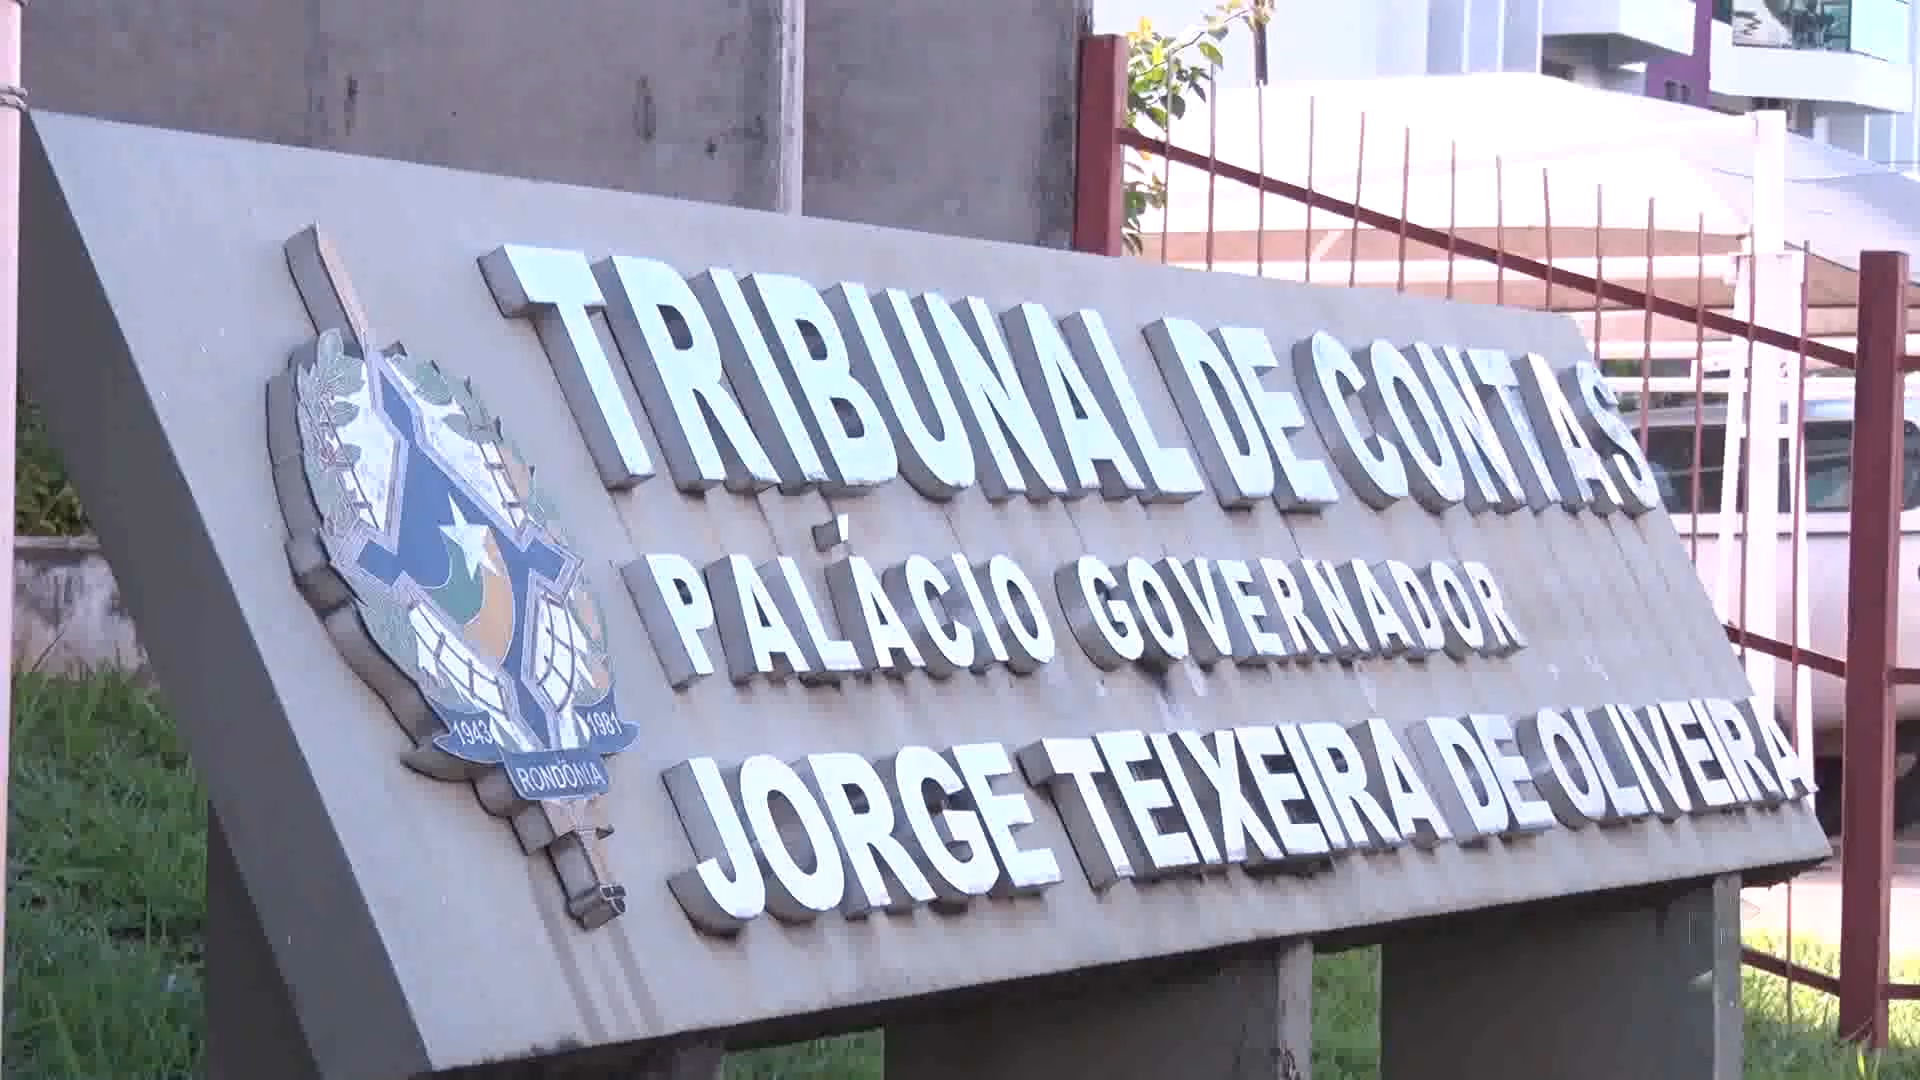 TRIBUNAL DE CONTAS
PALÁCIO GOVERNADOR
JORGE TEIXEIRA DE OLIVEIRA
1943 1981
RONDÔNIA